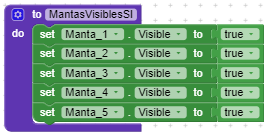 to MantasVisiblesSI
do set Manta_1 . Visible to true
set Manta_2 . Visible to true
set Manta_3 . Visible to true
set Manta_4 . Visible to true
set Manta_5 . Visible to true